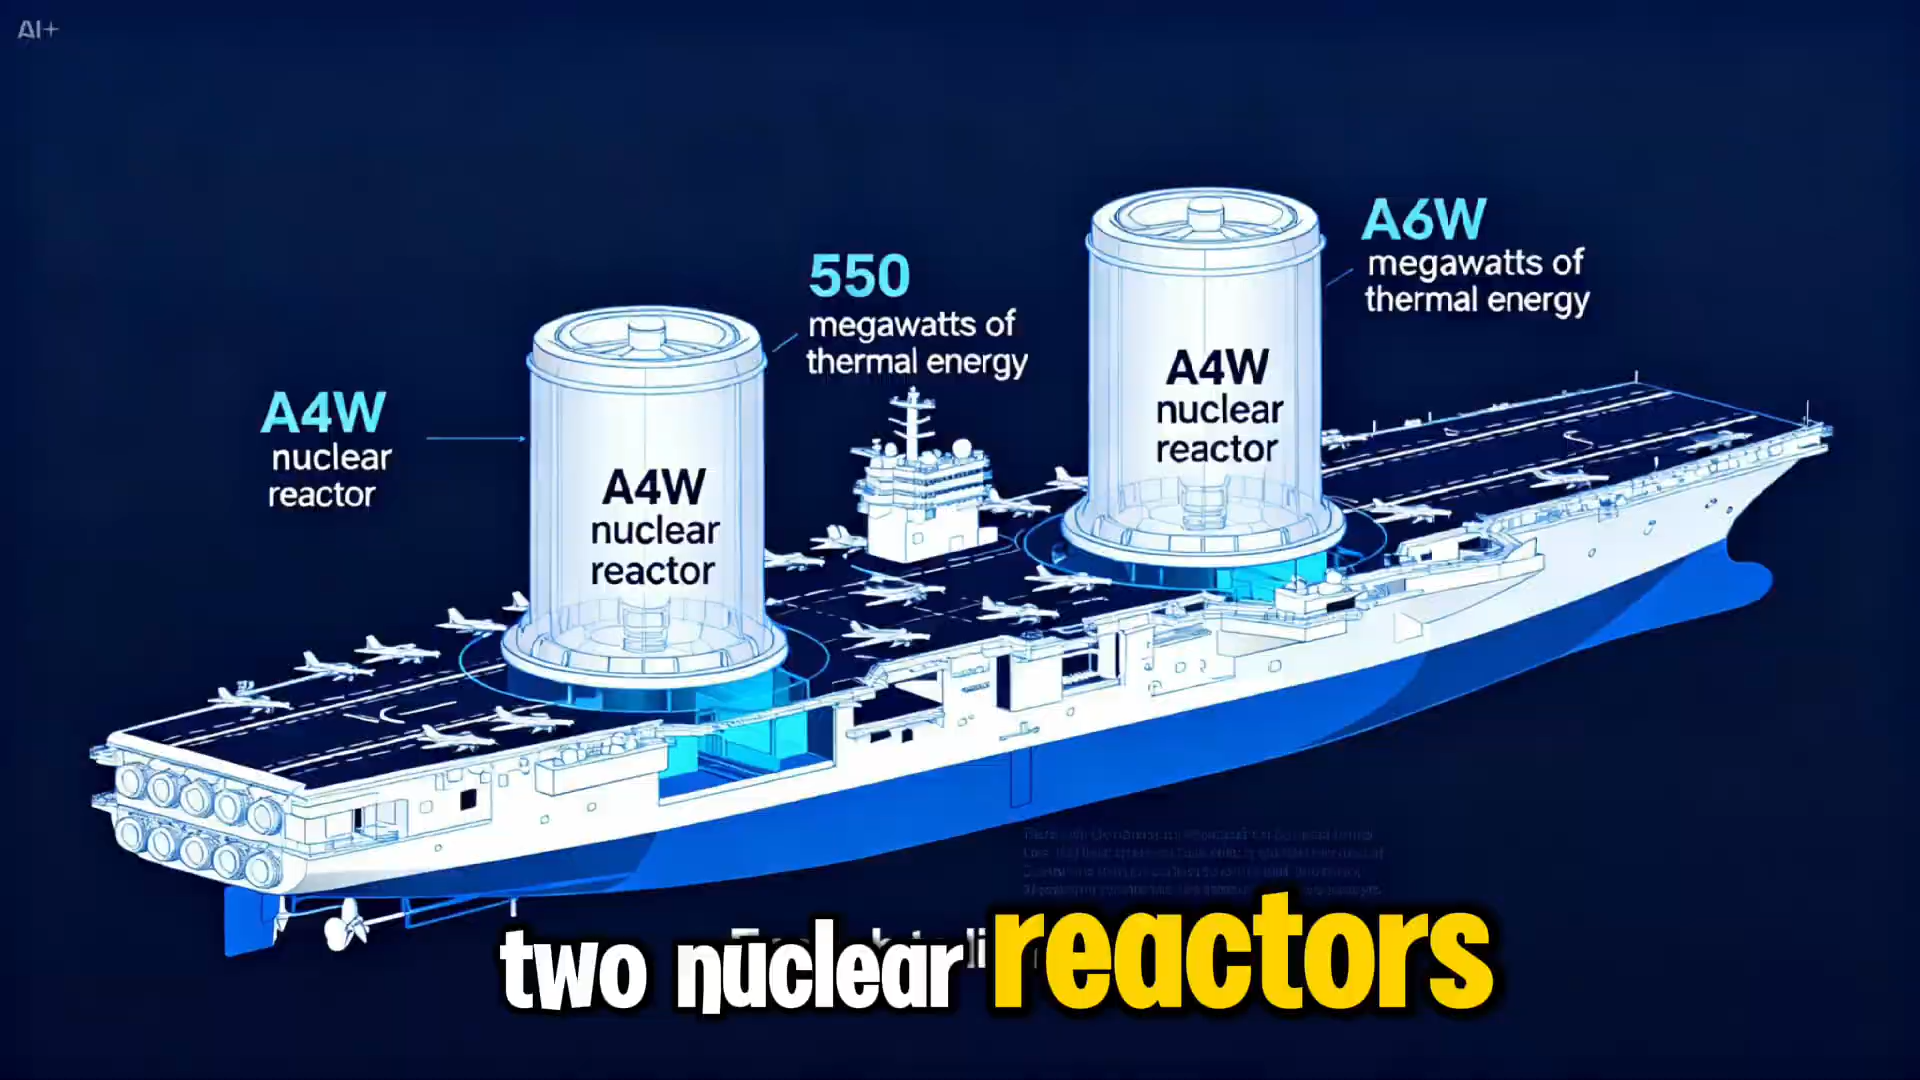 AI+
A6W
megawatts of
thermal energy
550
megawatts of
thermal energy
A4W
nuclear
reactor
A4W
nuclear
reactor
A4W
nuclear
reactor
two nuclear reactors